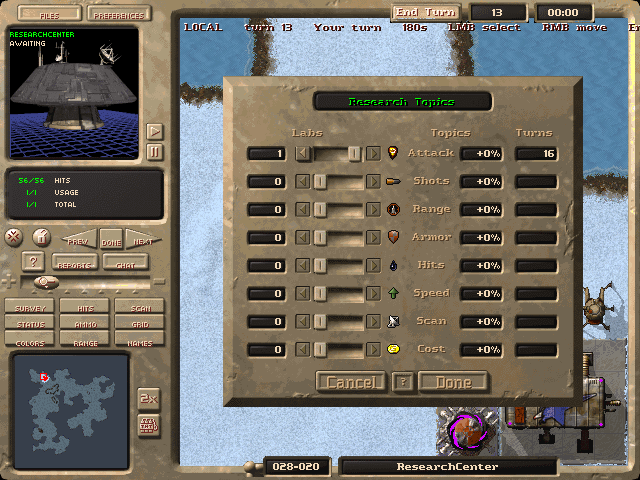 FILES PREFERENCES End Turn 13 00:00
LOCAL turn 13 Your turn 180s LMB select RMB move
RESEARCHCENTER
AWAITING
Research Topics
Labs Topics Turns
1 Attack +0% 16
0 Shots +0%
0 Range +0%
0 Armor +0%
0 Hits +0%
0 Speed +0%
0 Scan +0%
0 Cost +0%
Cancel ? Done
56/56 HITS
1/1 USAGE
1/1 TOTAL
PREV DONE NEXT
? REPORTS CHAT
SURVEY HITS SCAN
STATUS AMMO GRID
COLORS RANGE NAMES
2x
028-020 ResearchCenter